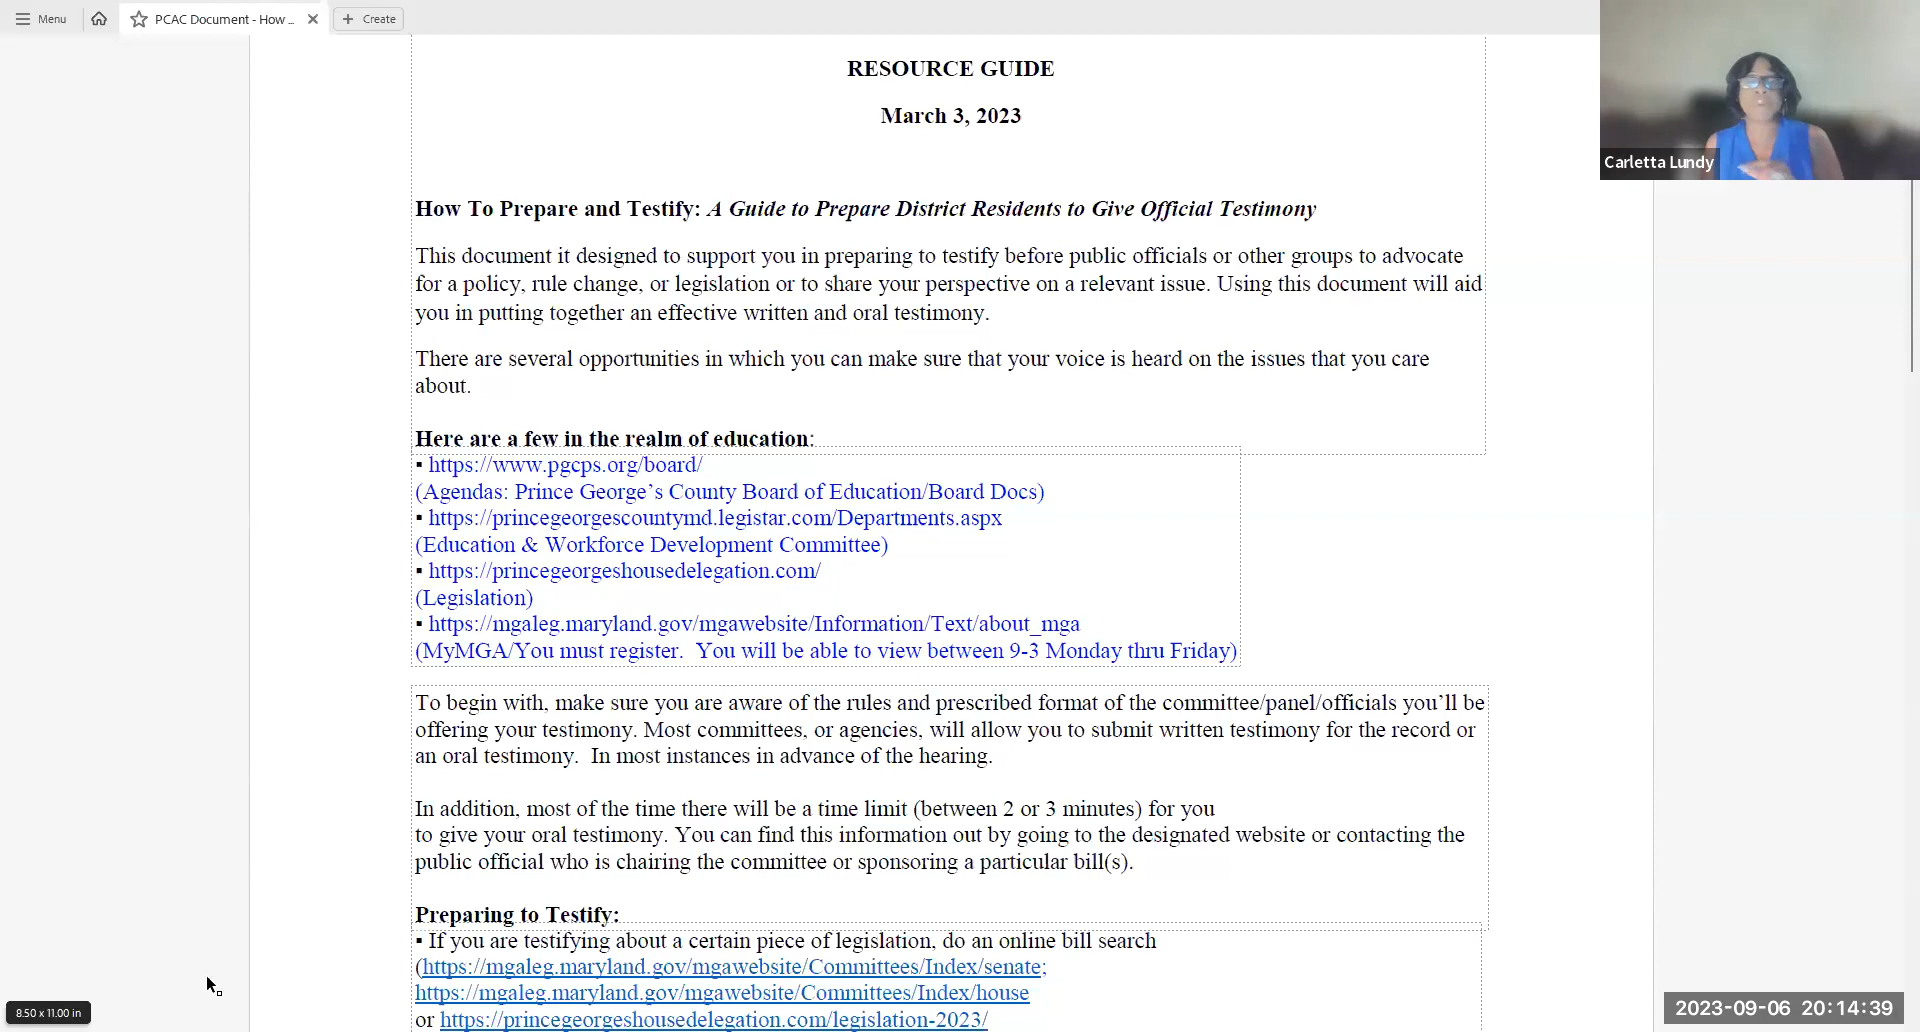 Menu
PCAC Document - How ...
Create
RESOURCE GUIDE
March 3, 2023
Carletta Lundy
How To Prepare and Testify: A Guide to Prepare District Residents to Give Official Testimony
This document it designed to support you in preparing to testify before public officials or other groups to advocate
for a policy, rule change, or legislation or to share your perspective on a relevant issue. Using this document will aid
you in putting together an effective written and oral testimony.
There are several opportunities in which you can make sure that your voice is heard on the issues that you care
about.
Here are a few in the realm of education:
▪ https://www.pgcps.org/board/
(Agendas: Prince George’s County Board of Education/Board Docs)
▪ https://princegeorgescountymd.legistar.com/Departments.aspx
(Education & Workforce Development Committee)
▪ https://princegeorgeshousedelegation.com/
(Legislation)
▪ https://mgaleg.maryland.gov/mgawebsite/Information/Text/about_mga
(MyMGA/You must register.  You will be able to view between 9-3 Monday thru Friday)
To begin with, make sure you are aware of the rules and prescribed format of the committee/panel/officials you’ll be
offering your testimony. Most committees, or agencies, will allow you to submit written testimony for the record or
an oral testimony.  In most instances in advance of the hearing.
In addition, most of the time there will be a time limit (between 2 or 3 minutes) for you
to give your oral testimony. You can find this information out by going to the designated website or contacting the
public official who is chairing the committee or sponsoring a particular bill(s).
Preparing to Testify:
▪ If you are testifying about a certain piece of legislation, do an online bill search
(https://mgaleg.maryland.gov/mgawebsite/Committees/Index/senate;
https://mgaleg.maryland.gov/mgawebsite/Committees/Index/house
or https://princegeorgeshousedelegation.com/legislation-2023/
8.50 x 11.00 in
2023-09-06 20:14:39